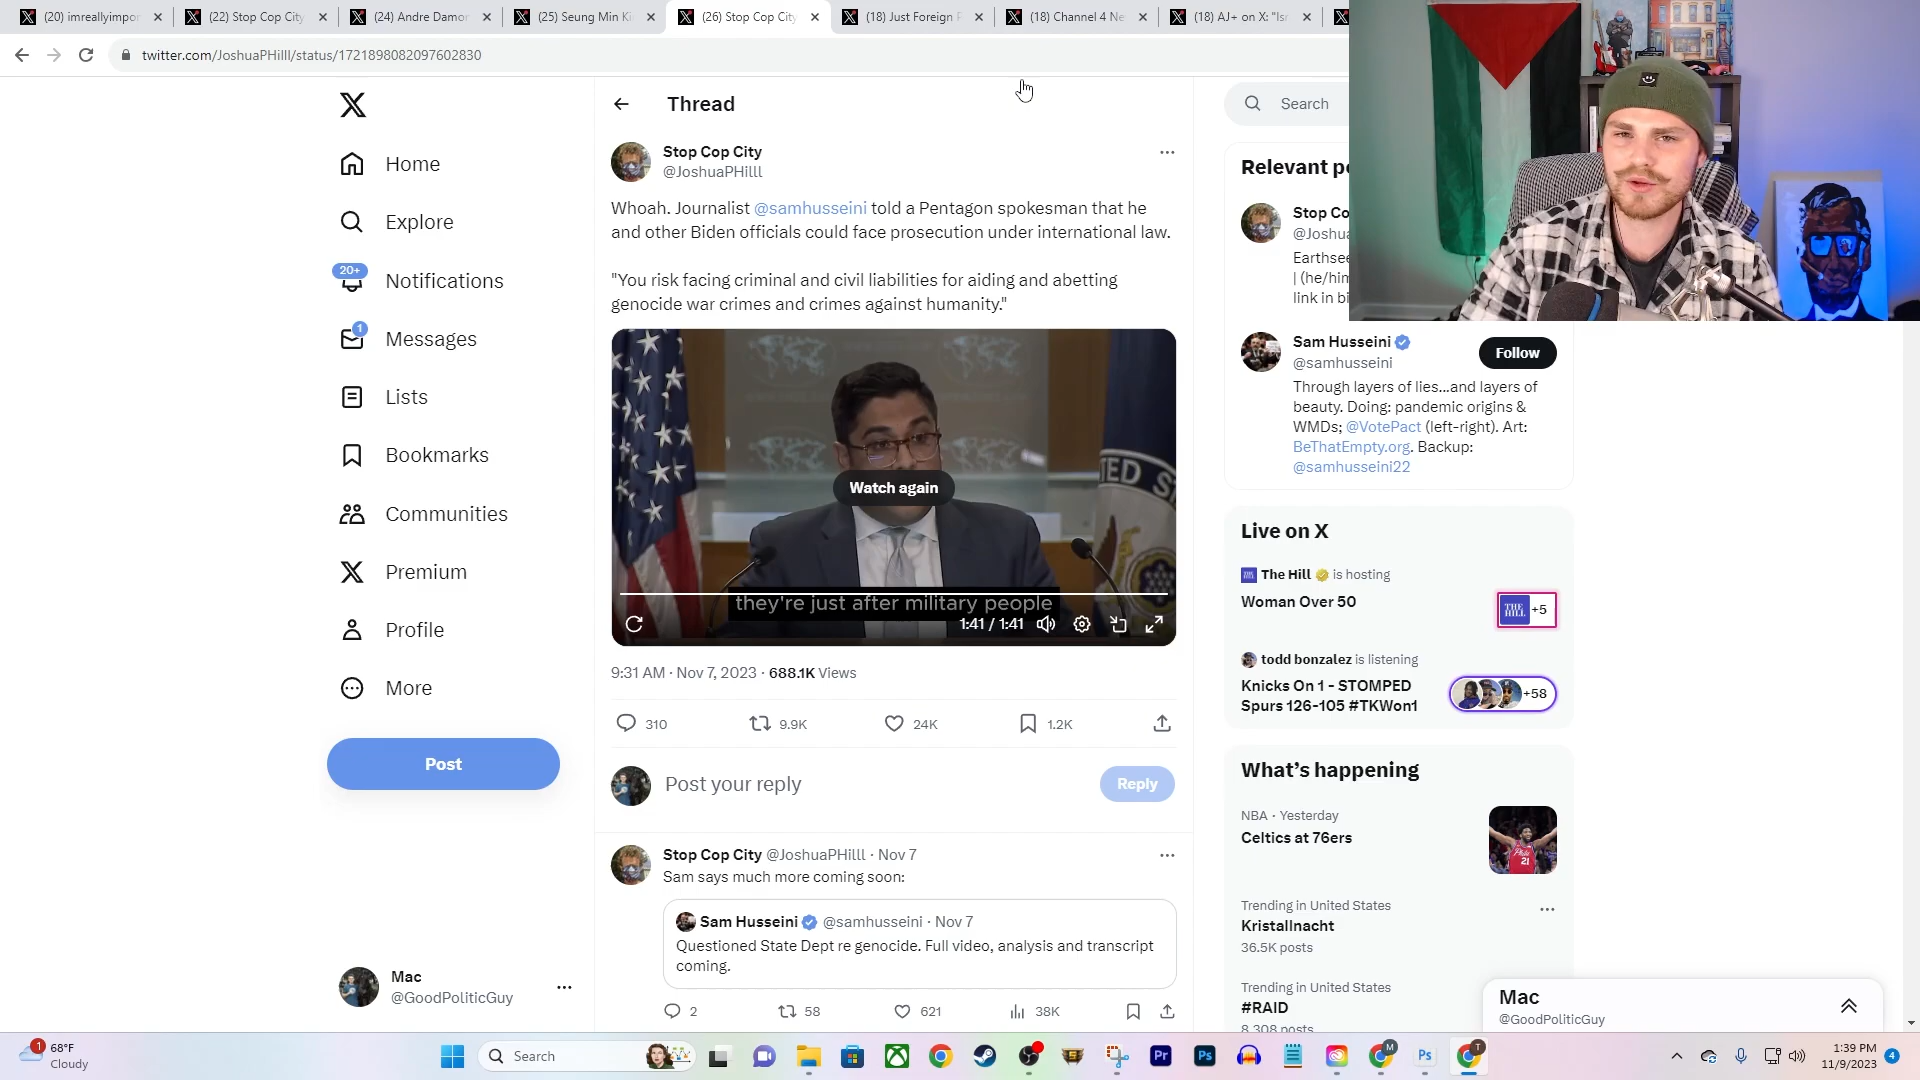 (20) imreallyimpor
(22) Stop Cop City
(24) Andre Damon
(25) Seung Min Ki
(26) Stop Cop City
(18) Just Foreign P
(18) Channel 4 Ne
(18) AJ+ on X: "Isr
twitter.com/JoshuaPHilll/status/1721898082097602830
Home
Explore
20+
Notifications
1
Messages
Lists
Bookmarks
Communities
Premium
Profile
More
Post
Mac
@GoodPoliticGuy
Thread
Stop Cop City
@JoshuaPHilll
Whoah. Journalist @samhusseini told a Pentagon spokesman that he
and other Biden officials could face prosecution under international law.
"You risk facing criminal and civil liabilities for aiding and abetting
genocide war crimes and crimes against humanity."
Watch again
they're just after military people
1:41 / 1:41
9:31 AM · Nov 7, 2023 · 688.1K Views
310
9.9K
24K
1.2K
Post your reply
Reply
Stop Cop City @JoshuaPHilll · Nov 7
Sam says much more coming soon:
Sam Husseini @samhusseini · Nov 7
Questioned State Dept re genocide. Full video, analysis and transcript
coming.
2
58
621
38K
Search
Relevant pe
Stop Co
@Joshua
Earthsee
| (he/him
link in bi
Sam Husseini
@samhusseini
Follow
Through layers of lies...and layers of
beauty. Doing: pandemic origins &
WMDs; @VotePact (left-right). Art:
BeThatEmpty.org. Backup:
@samhusseini22
Live on X
The Hill is hosting
Woman Over 50
THE HILL +5
todd bonzalez is listening
Knicks On 1 - STOMPED
Spurs 126-105 #TKWon1
+58
What's happening
NBA · Yesterday
Celtics at 76ers
Trending in United States
Kristallnacht
36.5K posts
Trending in United States
#RAID
8,308 posts
Mac
@GoodPoliticGuy
1
68°F
Cloudy
Search
Pr
Ps
M
Ps
T
1:39 PM
11/9/2023
4